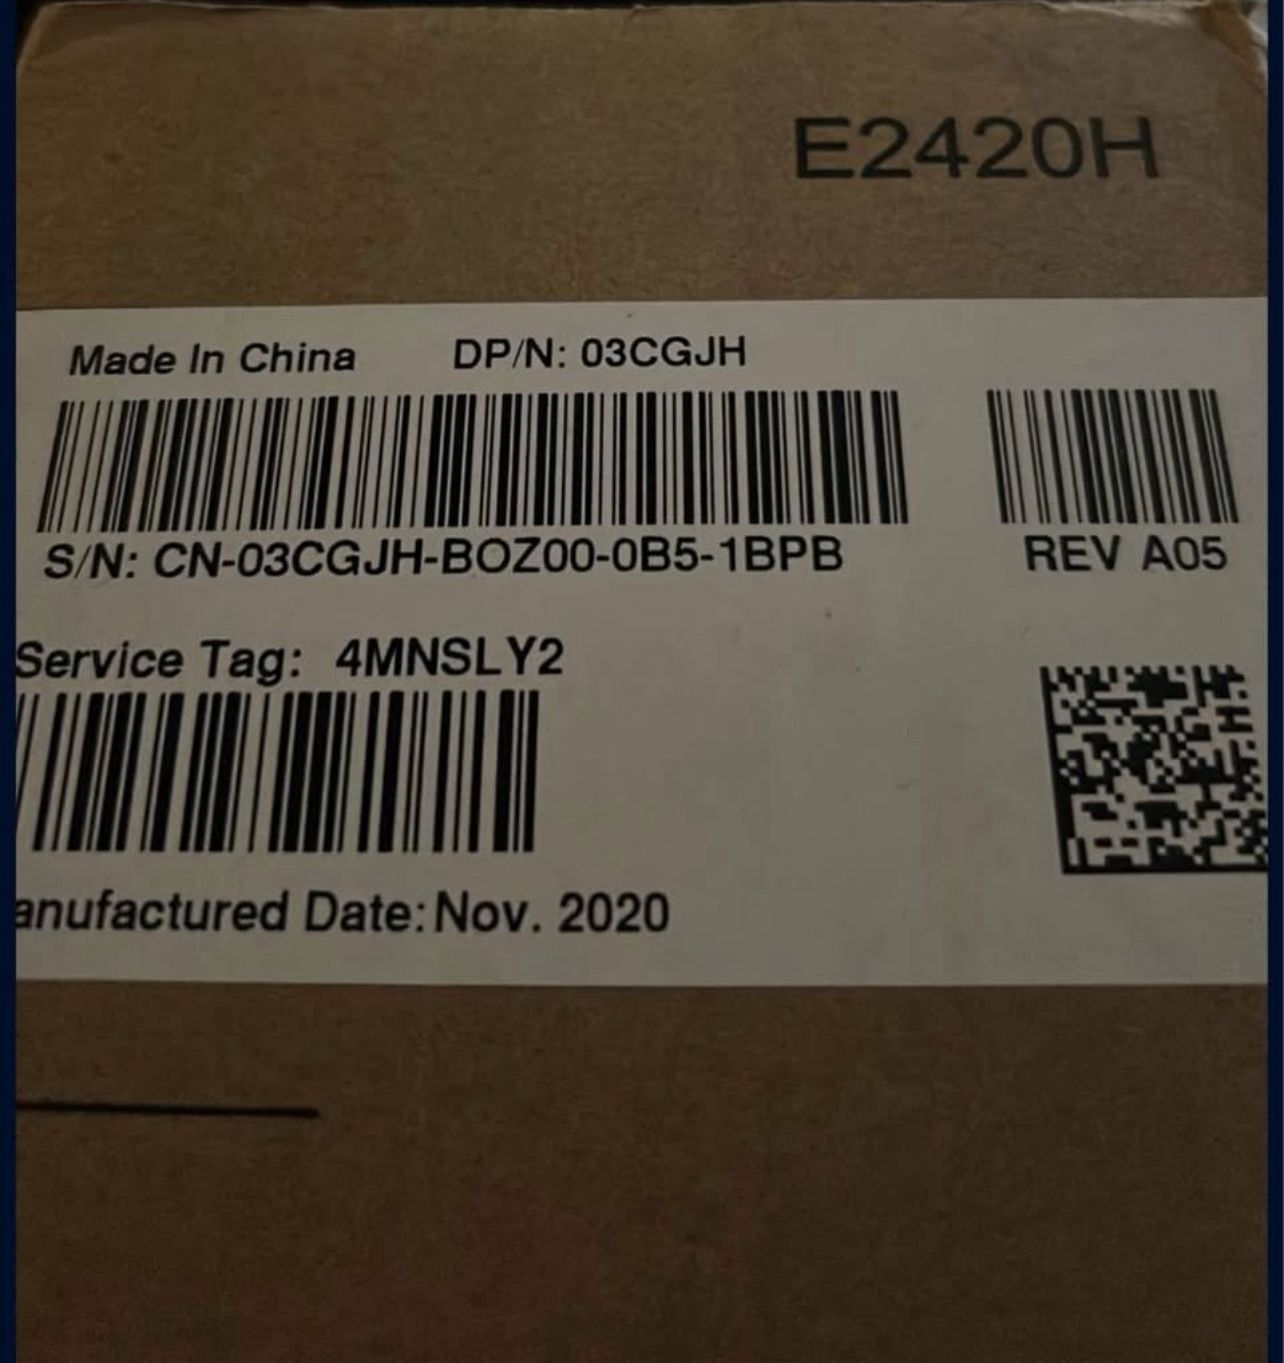 E2420H
Made In China DP/N: 03CGJH
S/N: CN-03CGJH-BOZ00-0B5-1BPB
REV A05
Service Tag: 4MNSLY2
anufactured Date: Nov. 2020